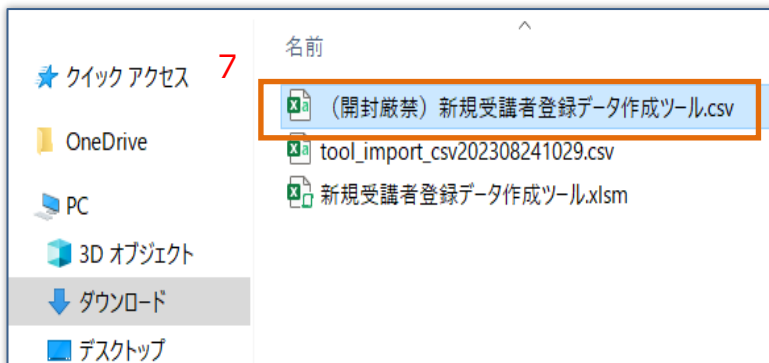 名前
7
クイック アクセス
OneDrive
PC
3D オブジェクト
ダウンロード
デスクトップ
（開封厳禁）新規受講者登録データ作成ツール.csv
tool_import_csv202308241029.csv
新規受講者登録データ作成ツール.xlsm